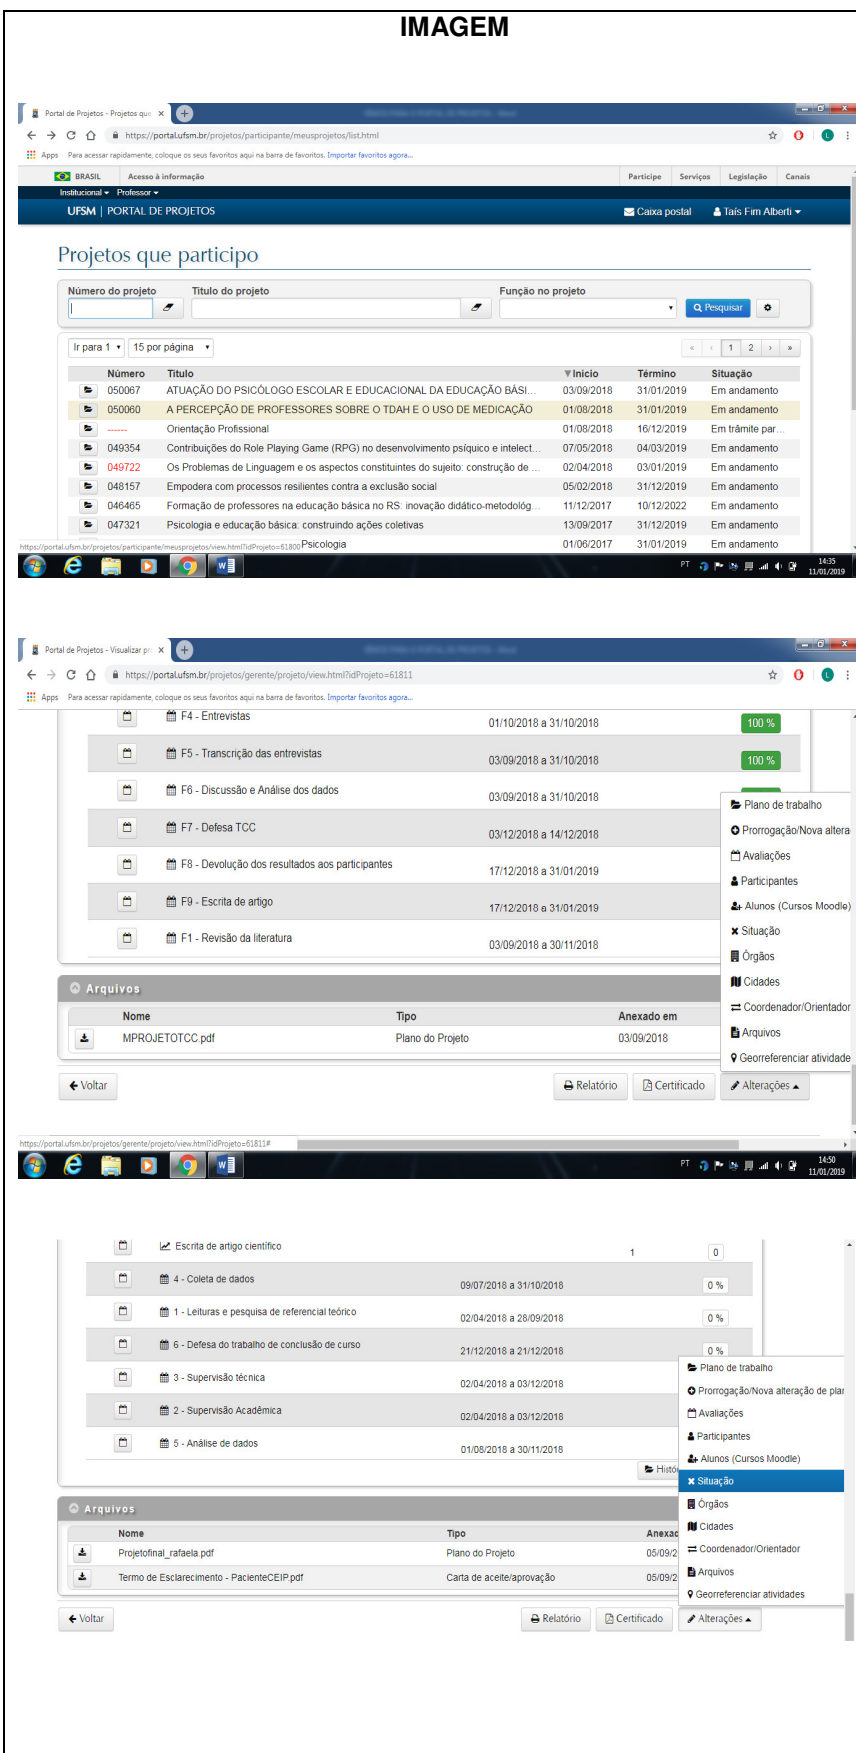 IMAGEM
Portal de Projetos - Projetos que
https://portal.ufsm.br/projetos/participante/meusprojetos/list.html
Apps Para acessar rapidamente, coloque os seus favoritos aqui na barra de favoritos. Importar favoritos agora...
BRASIL Acesso à informação Participe Serviços Legislação Canais
Institucional Professor
UFSM | PORTAL DE PROJETOS Caixa postal Taís Fim Alberti
Projetos que participo
Número do projeto Titulo do projeto Função no projeto
Pesquisar
Ir para 1 15 por página « ‹ 1 2 › »
Número Titulo Inicio Término Situação
050067 ATUAÇÃO DO PSICÓLOGO ESCOLAR E EDUCACIONAL DA EDUCAÇÃO BÁSI... 03/09/2018 31/01/2019 Em andamento
050060 A PERCEPÇÃO DE PROFESSORES SOBRE O TDAH E O USO DE MEDICAÇÃO 01/08/2018 31/01/2019 Em andamento
------ Orientação Profissional 01/08/2018 16/12/2019 Em trâmite par...
049354 Contribuições do Role Playing Game (RPG) no desenvolvimento psíquico e intelect... 07/05/2018 04/03/2019 Em andamento
049722 Os Problemas de Linguagem e os aspectos constituintes do sujeito: construção de ... 02/04/2018 03/01/2019 Em andamento
048157 Empodera com processos resilientes contra a exclusão social 05/02/2018 31/12/2019 Em andamento
046465 Formação de professores na educação básica no RS: inovação didático-metodológ... 11/12/2017 10/12/2022 Em andamento
047321 Psicologia e educação básica: construindo ações coletivas 13/09/2017 31/12/2019 Em andamento
https://portal.ufsm.br/projetos/participante/meusprojetos/view.html?idProjeto=61800 Psicologia 01/06/2017 31/01/2019 Em andamento
PT 14:35
11/01/2019
Portal de Projetos - Visualizar pro
https://portal.ufsm.br/projetos/gerente/projeto/view.html?idProjeto=61811
Apps Para acessar rapidamente, coloque os seus favoritos aqui na barra de favoritos. Importar favoritos agora...
F4 - Entrevistas 01/10/2018 a 31/10/2018 100 %
F5 - Transcrição das entrevistas 03/09/2018 a 31/10/2018 100 %
F6 - Discussão e Análise dos dados 03/09/2018 a 31/10/2018
Plano de trabalho
F7 - Defesa TCC 03/12/2018 a 14/12/2018
Prorrogação/Nova altera
Avaliações
F8 - Devolução dos resultados aos participantes 17/12/2018 a 31/01/2019
Participantes
F9 - Escrita de artigo 17/12/2018 a 31/01/2019
Alunos (Cursos Moodle)
Situação
F1 - Revisão da literatura 03/09/2018 a 30/11/2018
Órgãos
Cidades
Arquivos
Coordenador/Orientador
Nome Tipo Anexado em
Arquivos
MPROJETOTCC.pdf Plano do Projeto 03/09/2018
Georreferenciar atividade
Voltar Relatório Certificado Alterações
https://portal.ufsm.br/projetos/gerente/projeto/view.html?idProjeto=61811#
PT 14:50
11/01/2019
Escrita de artigo científico 1 0
4 - Coleta de dados 09/07/2018 a 31/10/2018 0 %
1 - Leituras e pesquisa de referencial teórico 02/04/2018 a 28/09/2018 0 %
6 - Defesa do trabalho de conclusão de curso 21/12/2018 a 21/12/2018 0 %
Plano de trabalho
3 - Supervisão técnica 02/04/2018 a 03/12/2018
Prorrogação/Nova alteração de plar
Avaliações
2 - Supervisão Acadêmica 02/04/2018 a 03/12/2018
Participantes
5 - Análise de dados 01/08/2018 a 30/11/2018
Alunos (Cursos Moodle)
Histó
Situação
Arquivos
Órgãos
Nome Tipo Anexad
Cidades
Projetofinal_rafaela.pdf Plano do Projeto 05/09/2
Coordenador/Orientador
Termo de Esclarecimento - PacienteCEIP.pdf Carta de aceite/aprovação 05/09/2
Arquivos
Georreferenciar atividades
Voltar Relatório Certificado Alterações